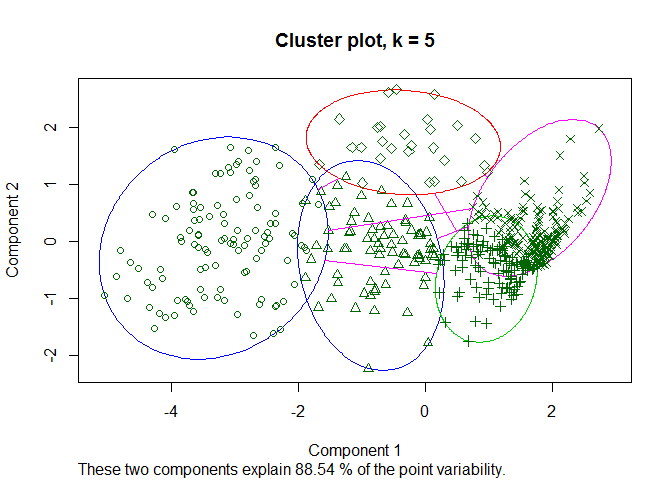 Cluster plot, k = 5
Component 2
2
1
0
-1
-2
-4
-2
0
2
Component 1
These two components explain 88.54 % of the point variability.